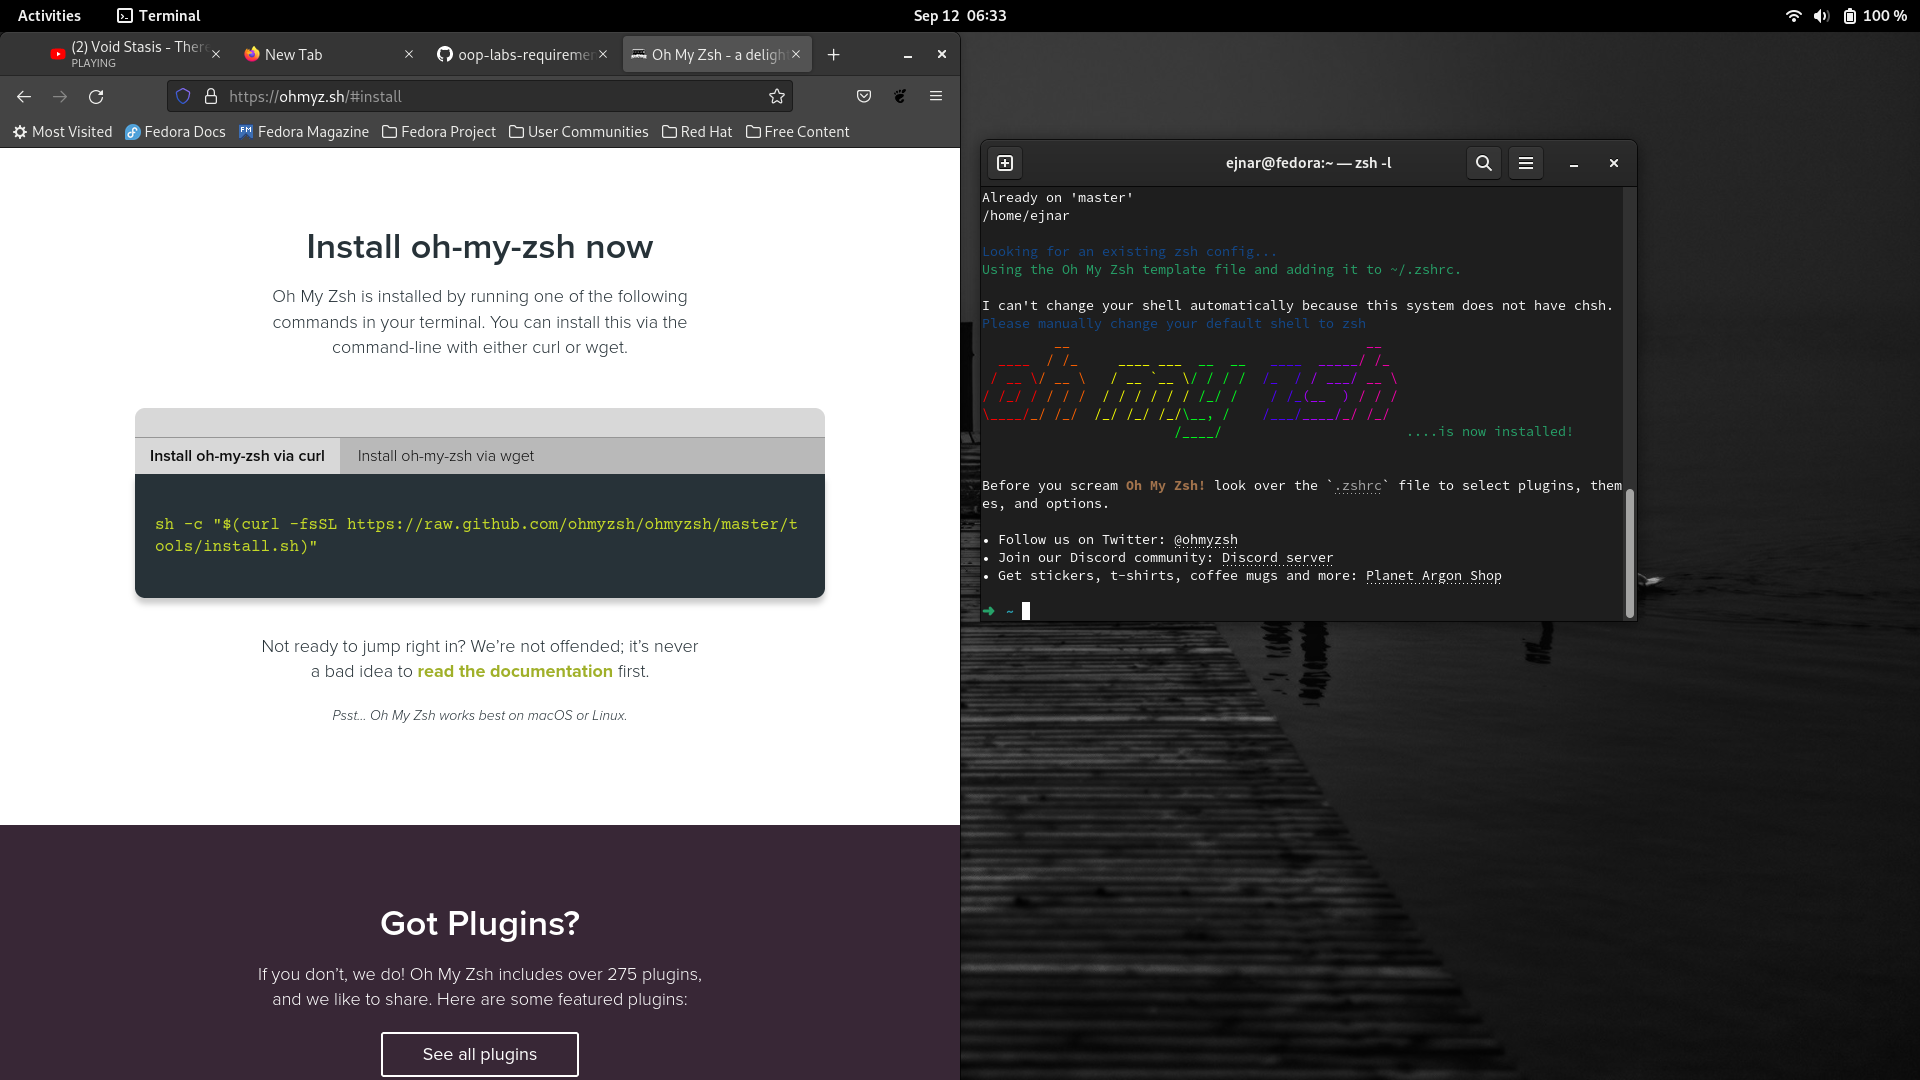 Activities
Terminal
Sep 12 06:33
100 %
(2) Void Stasis - There
PLAYING
New Tab
oop-labs-requiremen
Oh My Zsh - a deligh
https://ohmyz.sh/#install
Most Visited
Fedora Docs
Fedora Magazine
Fedora Project
User Communities
Red Hat
Free Content
Install oh-my-zsh now
Oh My Zsh is installed by running one of the following
commands in your terminal. You can install this via the
command-line with either curl or wget.
Install oh-my-zsh via curl
Install oh-my-zsh via wget
sh -c "$(curl -fsSL https://raw.github.com/ohmyzsh/ohmyzsh/master/t
ools/install.sh)"
Not ready to jump right in? We’re not offended; it’s never
a bad idea to read the documentation first.
Psst... Oh My Zsh works best on macOS or Linux.
Got Plugins?
If you don’t, we do! Oh My Zsh includes over 275 plugins,
and we like to share. Here are some featured plugins:
See all plugins
ejnar@fedora:~ — zsh -l
Already on 'master'
/home/ejnar
Looking for an existing zsh config...
Using the Oh My Zsh template file and adding it to ~/.zshrc.
I can't change your shell automatically because this system does not have chsh.
Please manually change your default shell to zsh
oh my zsh
....is now installed!
Before you scream Oh My Zsh! look over the `.zshrc` file to select plugins, them
es, and options.
• Follow us on Twitter: @ohmyzsh
• Join our Discord community: Discord server
• Get stickers, t-shirts, coffee mugs and more: Planet Argon Shop
➜ ~